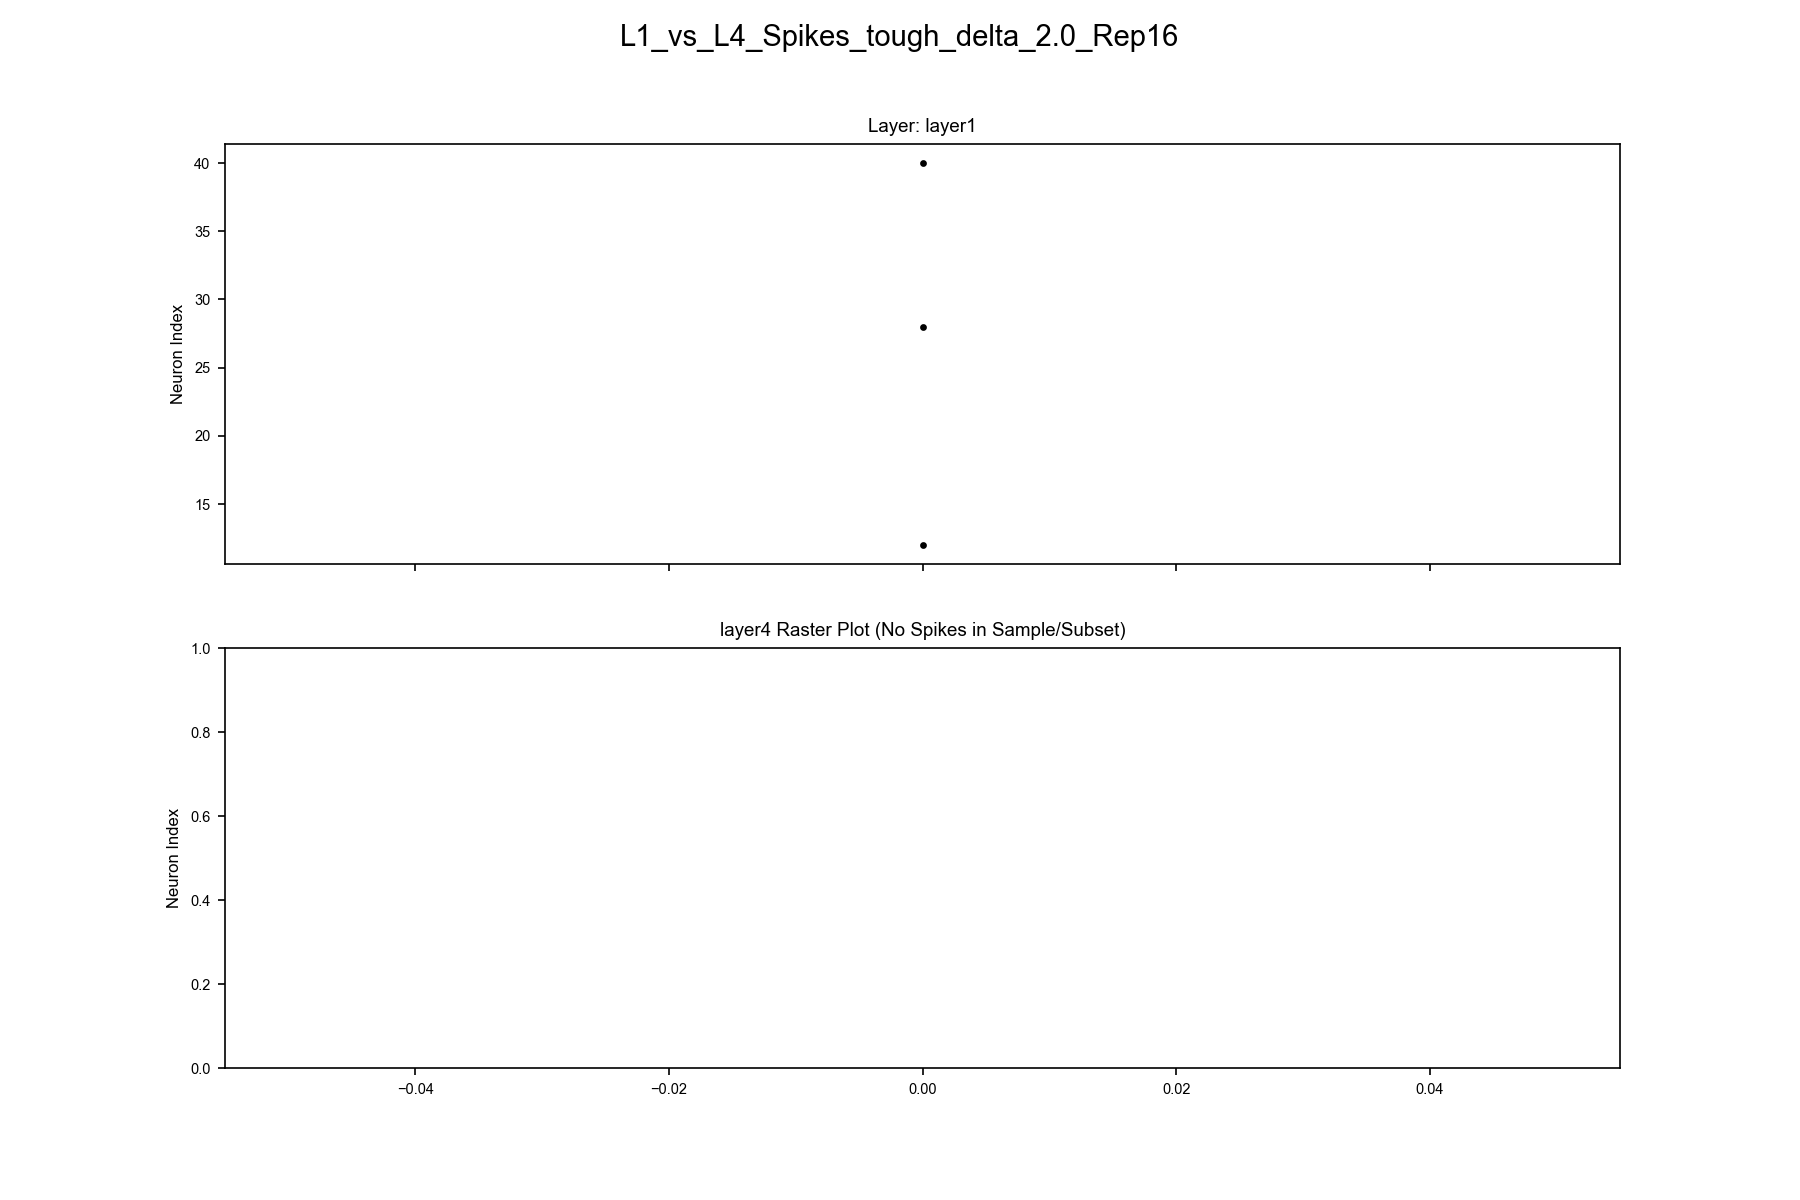 L1_vs_L4_Spikes_tough_delta_2.0_Rep16
Layer: layer1
40
35
30
25
20
15
Neuron Index
layer4 Raster Plot (No Spikes in Sample/Subset)
1.0
0.8
0.6
0.4
0.2
0.0
Neuron Index
−0.04 −0.02 0.00 0.02 0.04